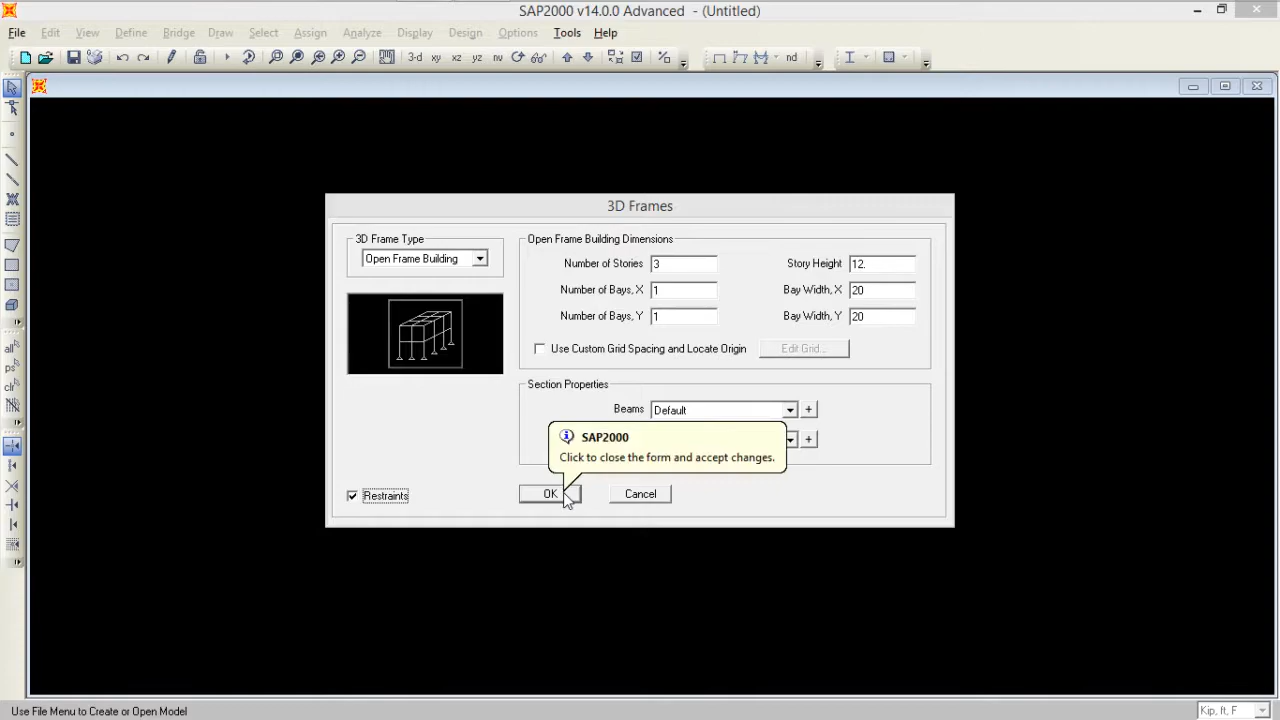 SAP2000 v14.0.0 Advanced - (Untitled)
File Edit View Define Bridge Draw Select Assign Analyze Display Design Options Tools Help
3-d xy xz yz nv nd
all
ps
clr
3D Frames
3D Frame Type
Open Frame Building
Open Frame Building Dimensions
Number of Stories 3 Story Height 12.
Number of Bays, X 1 Bay Width, X 20
Number of Bays, Y 1 Bay Width, Y 20
Use Custom Grid Spacing and Locate Origin Edit Grid...
Section Properties
Beams Default +
SAP2000
Click to close the form and accept changes.
+
Restraints OK Cancel
Use File Menu to Create or Open Model Kip, ft, F